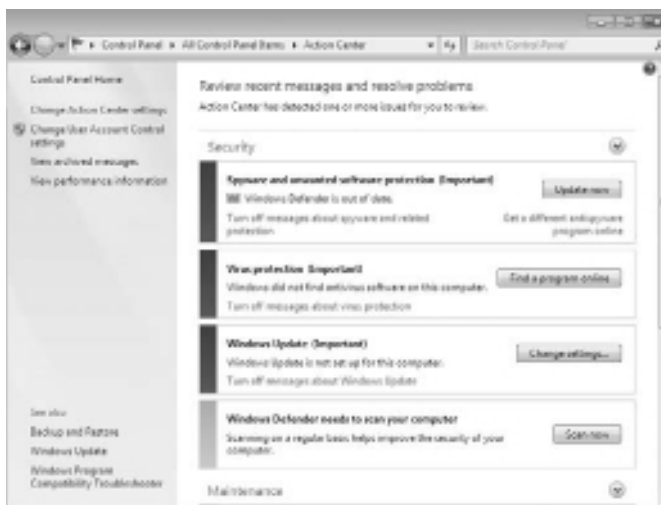 Control Panel ▸ All Control Panel Items ▸ Action Center
Search Control Panel
Control Panel Home
Change Action Center settings
Change User Account Control
settings
View archived messages
View performance information
See also
Backup and Restore
Windows Update
Windows Program
Compatibility Troubleshooter
Review recent messages and resolve problems
Action Center has detected one or more issues for you to review.
Security
Spyware and unwanted software protection (Important)
Windows Defender is out of date.
Turn off messages about spyware and related
protection
Update now
Get a different antispyware
program online
Virus protection (Important)
Windows did not find antivirus software on this computer.
Turn off messages about virus protection
Find a program online
Windows Update (Important)
Windows Update is not set up for this computer.
Turn off messages about Windows Update
Change settings...
Windows Defender needs to scan your computer
Scanning on a regular basis helps improve the security of your
computer.
Scan now
Maintenance